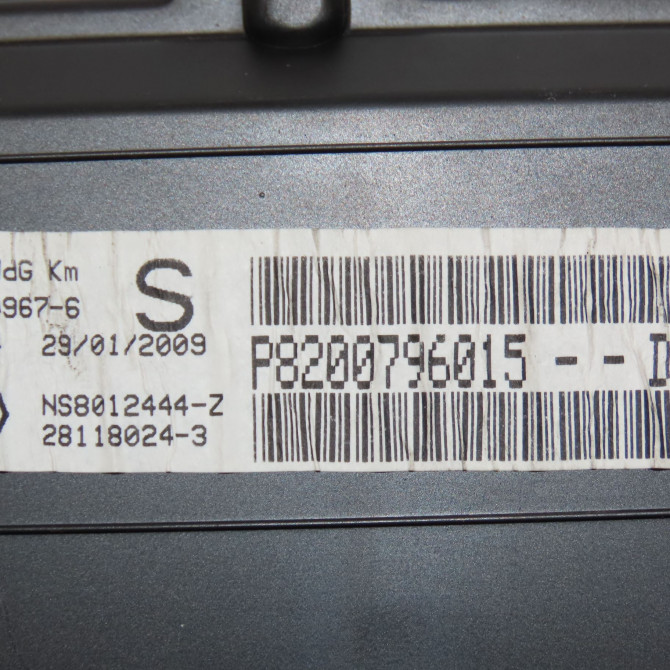 dG Km
S
967-6
29/01/2009
P8200796015 - -
NS8012444-Z
28118024-3